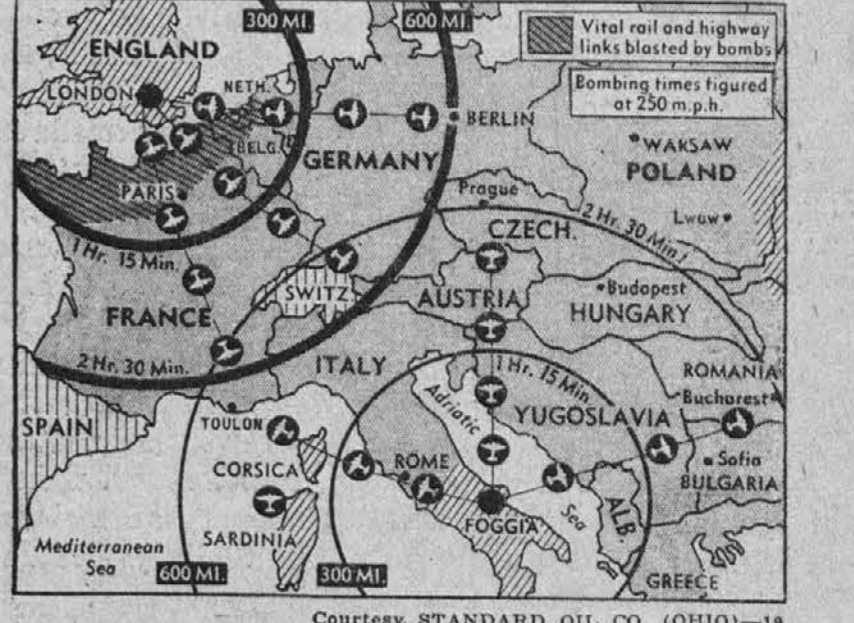 300 MI.
600 MI.
Vital rail and highway
links blasted by bombs
ENGLAND
Bombing times figured
at 250 m.p.h.
LONDON
NETH.
BERLIN
BELG.
GERMANY
WARSAW
POLAND
PARIS
Prague
Lwow
2 Hr. 30 Min.
CZECH.
1 Hr. 15 Min.
SWITZ.
AUSTRIA
Budapest
HUNGARY
FRANCE
2 Hr. 30 Min.
ITALY
1 Hr. 15 Min.
ROMANIA
Bucharest
Adriatic
YUGOSLAVIA
SPAIN
TOULON
CORSICA
ROME
Sofia
BULGARIA
FOGGIA
Sea
ALB.
SARDINIA
Mediterranean
Sea
600 MI.
300 MI.
GREECE
Courtesy, STANDARD OIL CO. (OHIO)—19